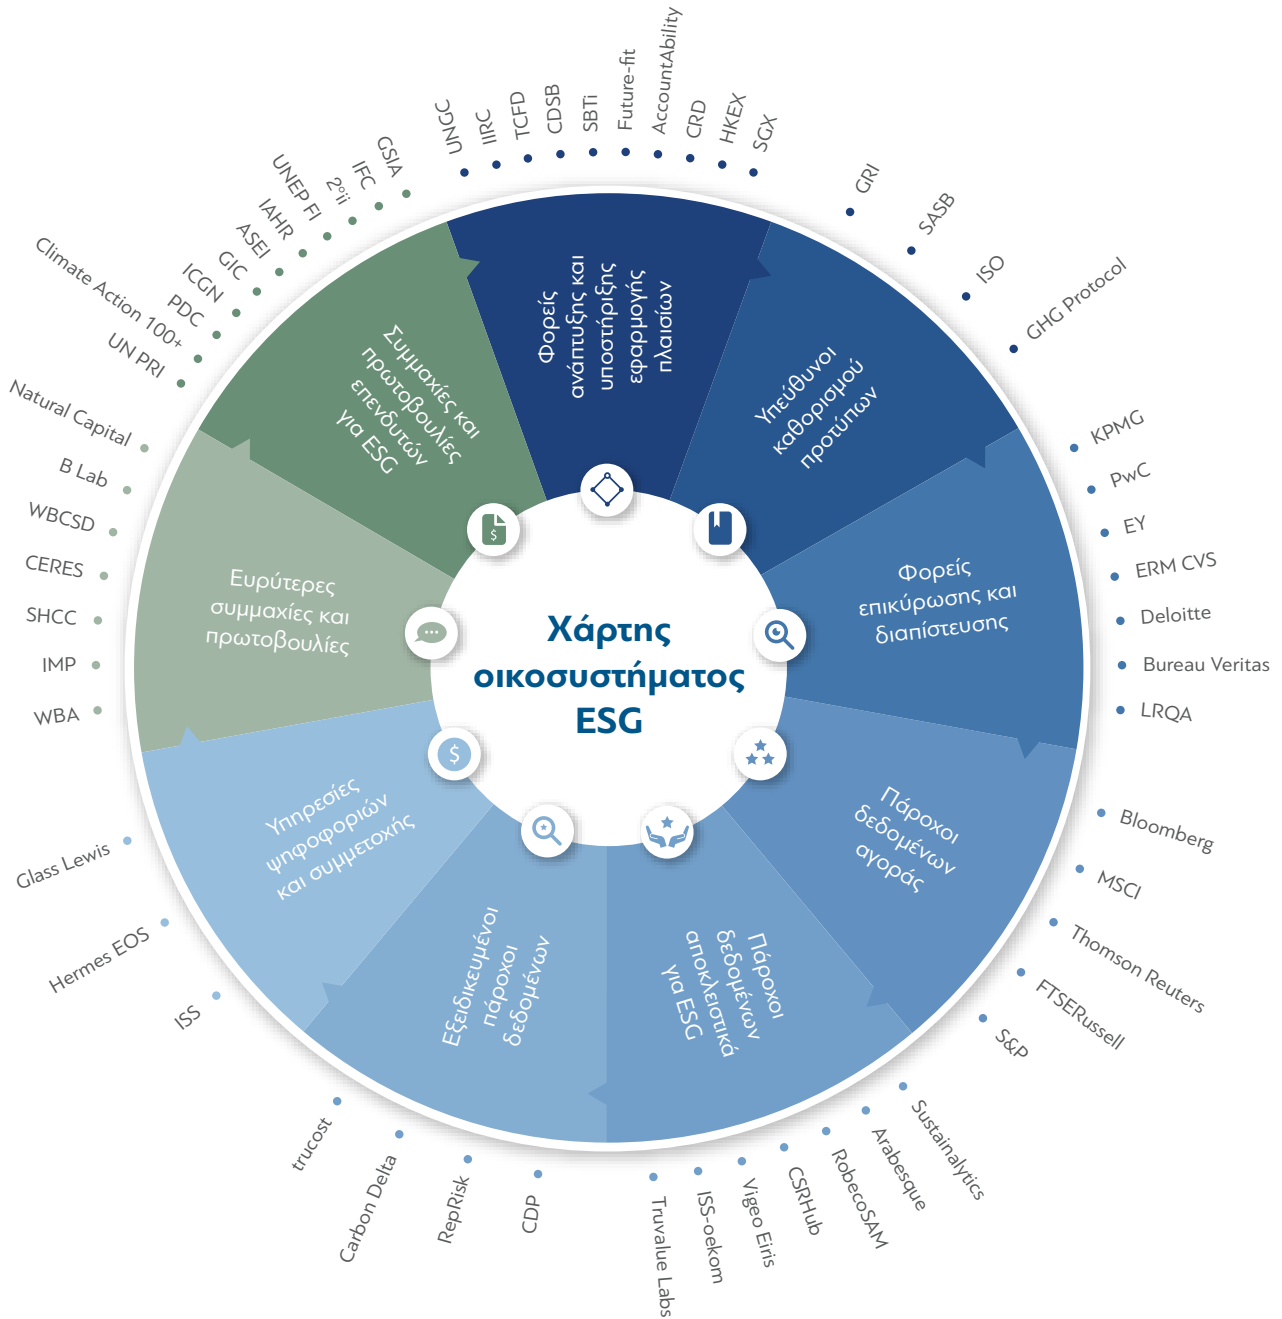 Χάρτης
οικοσυστήματος
ESG
Φορείς
ανάπτυξης και
υποστήριξης
εφαρμογής
πλαισίων
UNGC
IIRC
TCFD
CDSB
SBTi
Future-fit
AccountAbility
CRD
HKEX
SGX
Υπεύθυνοι
καθορισμού
προτύπων
GRI
SASB
ISO
GHG Protocol
Φορείς
επικύρωσης και
διαπίστευσης
KPMG
PwC
EY
ERM CVS
Deloitte
Bureau Veritas
LRQA
Πάροχοι
δεδομένων
αγοράς
Bloomberg
MSCI
Thomson Reuters
FTSERussell
S&P
Πάροχοι
δεδομένων
αποκλειστικά
για ESG
Sustainalytics
Arabesque
RobecoSAM
CSRHub
Vigeo Eiris
ISS-oekom
Truvalue Labs
Εξειδικευμένοι
πάροχοι
δεδομένων
CDP
RepRisk
Carbon Delta
trucost
Υπηρεσίες
ψηφοφοριών
και συμμετοχής
ISS
Hermes EOS
Glass Lewis
Ευρύτερες
συμμαχίες και
πρωτοβουλίες
WBA
IMP
SHCC
CERES
WBCSD
B Lab
Natural Capital
Συμμαχίες και
πρωτοβουλίες
επενδυτών
για ESG
UN PRI
Climate Action 100+
PDC
ICGN
GIC
ASEI
IAHR
UNEP FI
2°ii
IFC
GSIA
$
$